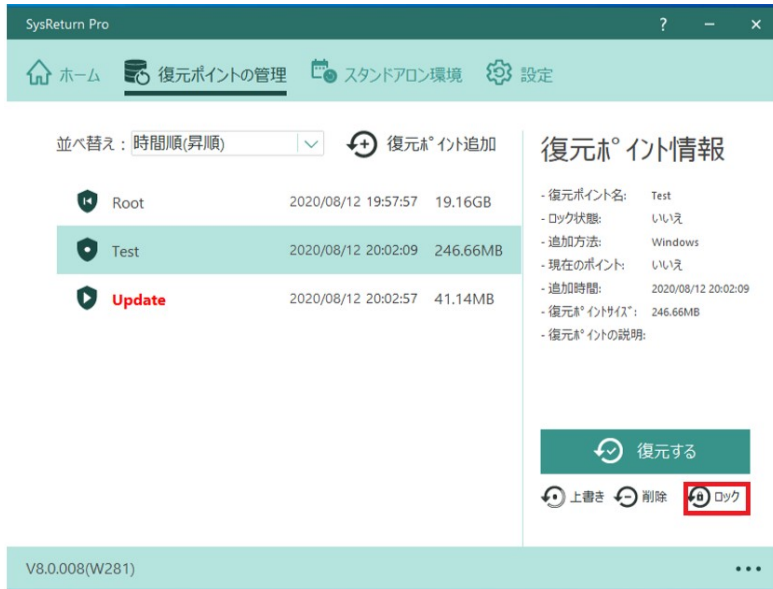 SysReturn Pro
ホーム 復元ポイントの管理 スタンドアロン環境 設定
並べ替え : 時間順(昇順) 復元ﾎﾟｲﾝﾄ追加
Root 2020/08/12 19:57:57 19.16GB
Test 2020/08/12 20:02:09 246.66MB
Update 2020/08/12 20:02:57 41.14MB
復元ﾎﾟｲﾝﾄ情報
- 復元ポイント名: Test
- ロック状態: いいえ
- 追加方法: Windows
- 現在のポイント: いいえ
- 追加時間: 2020/08/12 20:02:09
- 復元ﾎﾟｲﾝﾄｻｲｽﾞ: 246.66MB
- 復元ﾎﾟｲﾝﾄの説明:
復元する
上書き 削除 ロック
V8.0.008(W281)